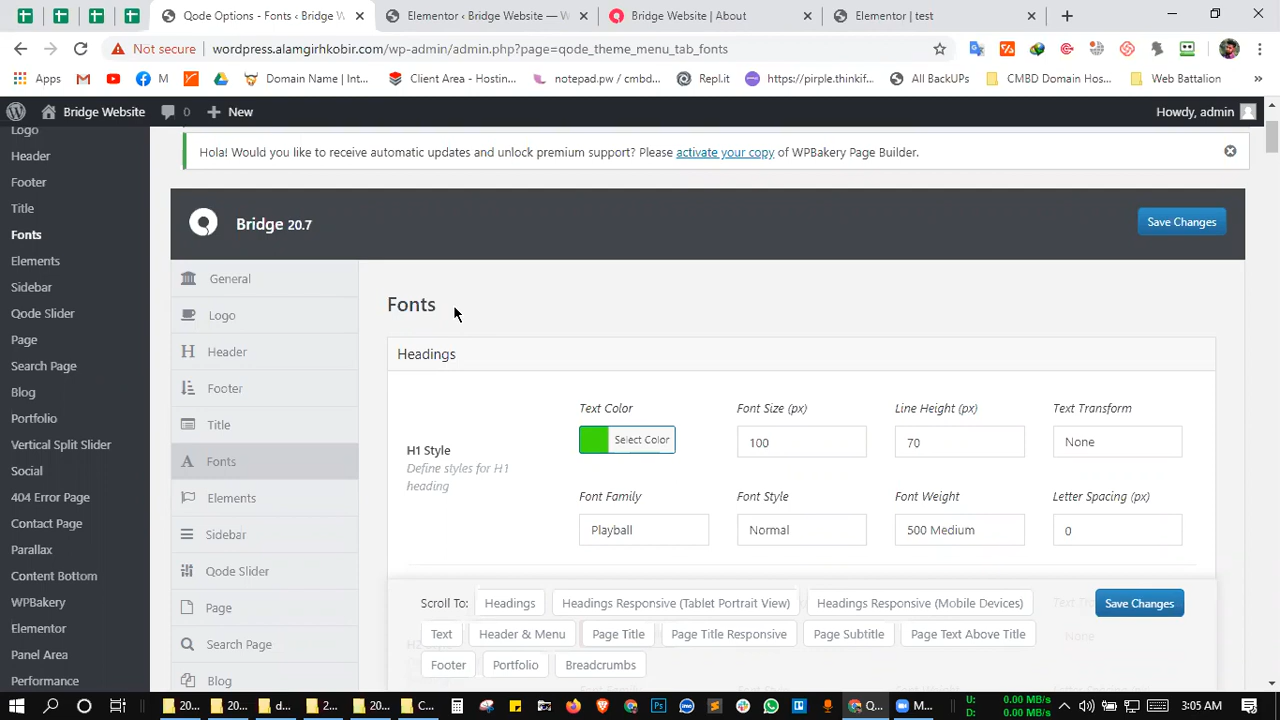 Qode Options - Fonts ‹ Bridge W
Elementor ‹ Bridge Website — W
Bridge Website | About
Elementor | test
Not secure
wordpress.alamgirhkobir.com/wp-admin/admin.php?page=qode_theme_menu_tab_fonts
Apps
M
Domain Name | Int...
Client Area - Hostin...
notepad.pw / cmbd...
Repl.it
https://pirple.thinkif...
All BackUPs
CMBD Domain Hos...
Web Battalion
Bridge Website
0
New
Howdy, admin
Logo
Header
Footer
Title
Fonts
Elements
Sidebar
Qode Slider
Page
Search Page
Blog
Portfolio
Vertical Split Slider
Social
404 Error Page
Contact Page
Parallax
Content Bottom
WPBakery
Elementor
Panel Area
Performance
Hola! Would you like to receive automatic updates and unlock premium support? Please activate your copy of WPBakery Page Builder.
Bridge 20.7
Save Changes
General
Logo
Header
Footer
Title
Fonts
Elements
Sidebar
Qode Slider
Page
Search Page
Blog
Fonts
Headings
H1 Style
Define styles for H1
heading
Text Color
Font Size (px)
Line Height (px)
Text Transform
Select Color
100
70
None
Font Family
Font Style
Font Weight
Letter Spacing (px)
Playball
Normal
500 Medium
0
Scroll To:
Headings
Headings Responsive (Tablet Portrait View)
Headings Responsive (Mobile Devices)
Save Changes
Text
Header & Menu
Page Title
Page Title Responsive
Page Subtitle
Page Text Above Title
None
Footer
Portfolio
Breadcrumbs
20...
20...
d...
2...
20...
C...
Q...
M...
U: 0.00 MB/s
D: 0.00 MB/s
3:05 AM